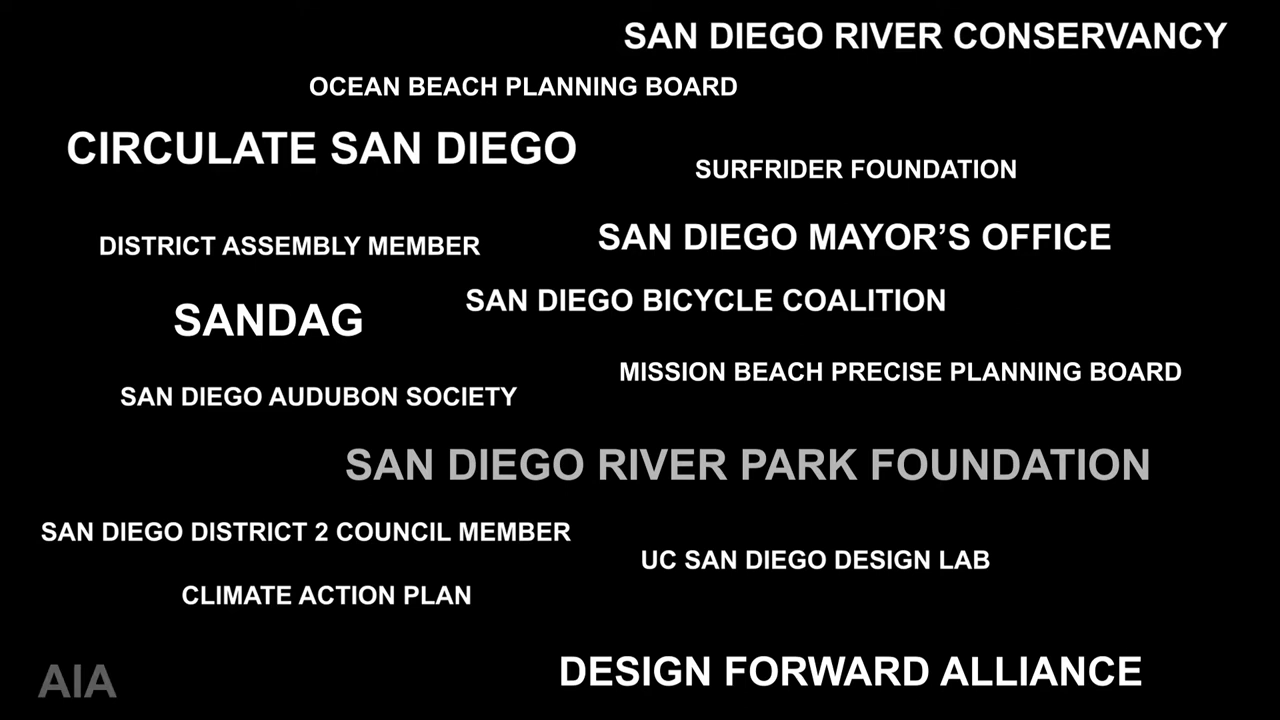 SAN DIEGO RIVER CONSERVANCY
OCEAN BEACH PLANNING BOARD
CIRCULATE SAN DIEGO
SURFRIDER FOUNDATION
DISTRICT ASSEMBLY MEMBER
SAN DIEGO MAYOR’S OFFICE
SANDAG
SAN DIEGO BICYCLE COALITION
MISSION BEACH PRECISE PLANNING BOARD
SAN DIEGO AUDUBON SOCIETY
SAN DIEGO RIVER PARK FOUNDATION
SAN DIEGO DISTRICT 2 COUNCIL MEMBER
UC SAN DIEGO DESIGN LAB
CLIMATE ACTION PLAN
DESIGN FORWARD ALLIANCE
AIA